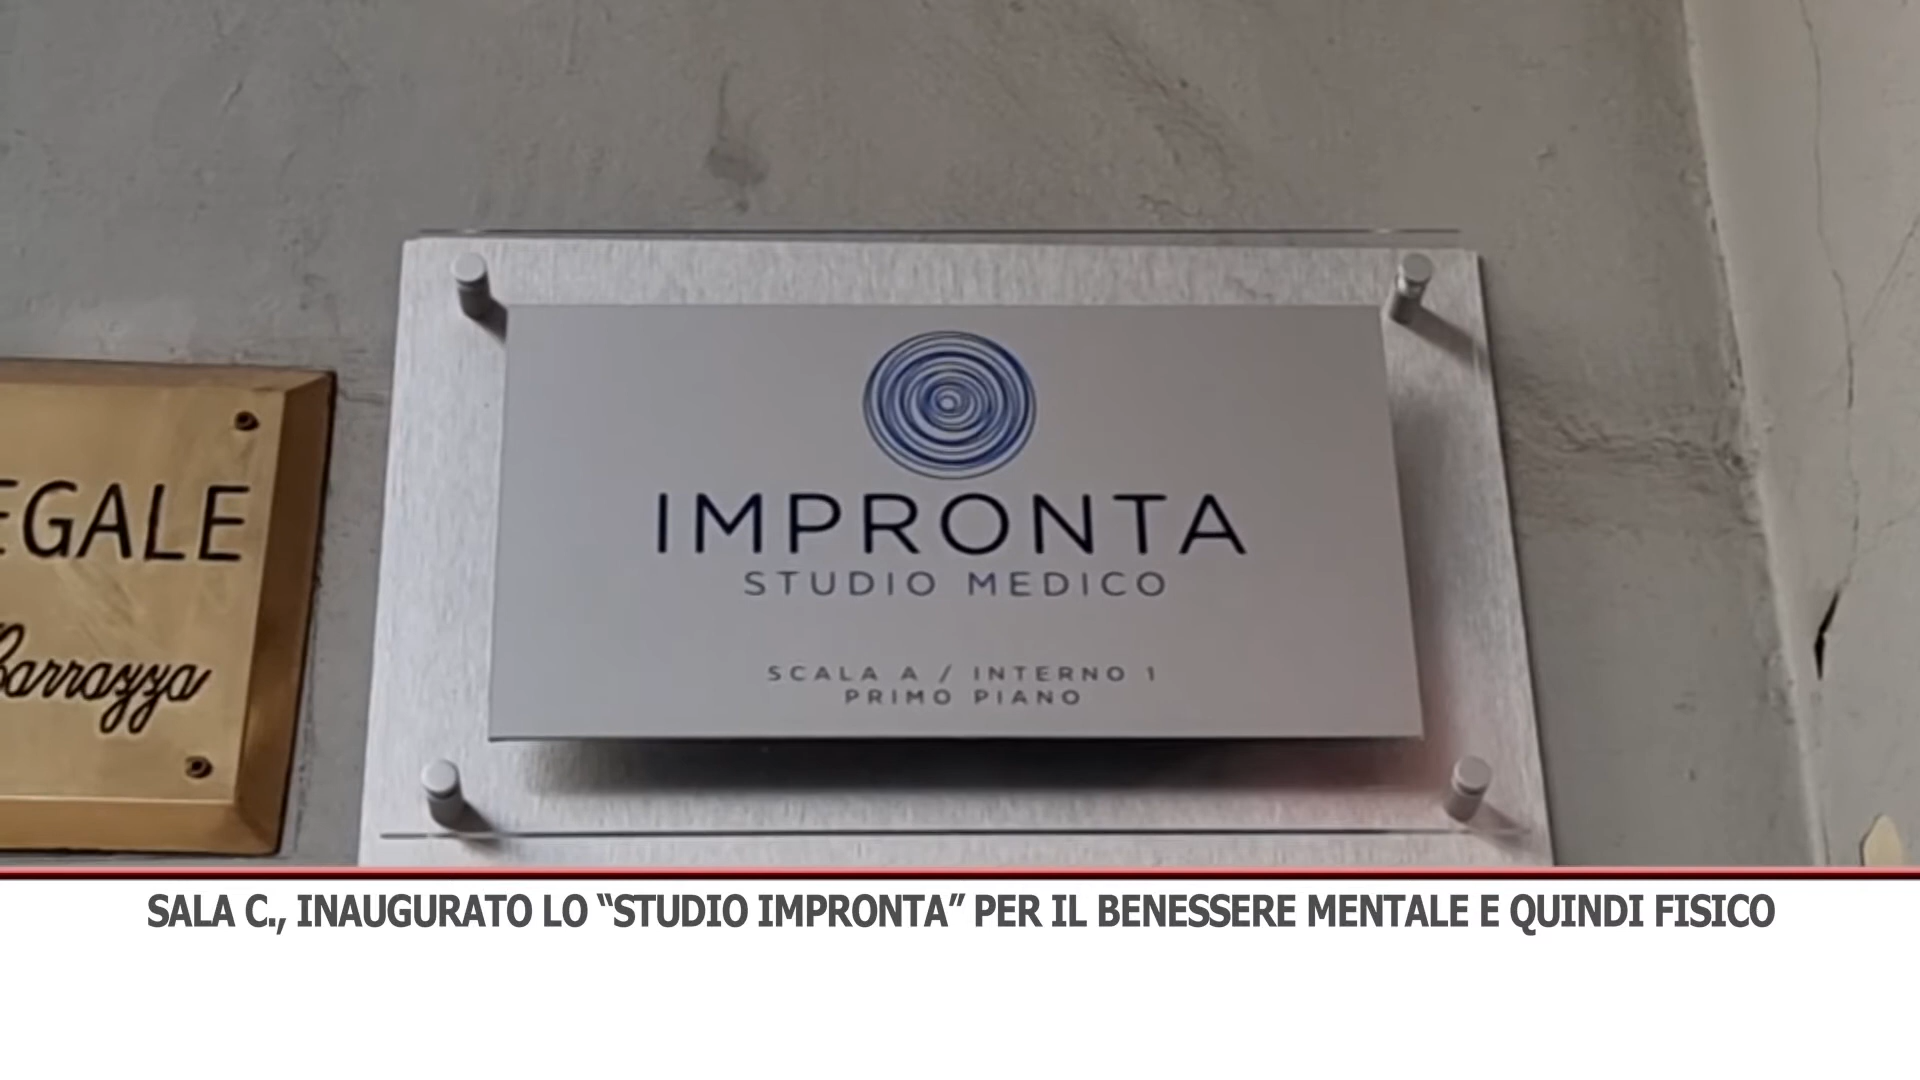 EGALE
Carrazza
IMPRONTA
STUDIO MEDICO
SCALA A / INTERNO 1
PRIMO PIANO
SALA C., INAUGURATO LO “STUDIO IMPRONTA” PER IL BENESSERE MENTALE E QUINDI FISICO